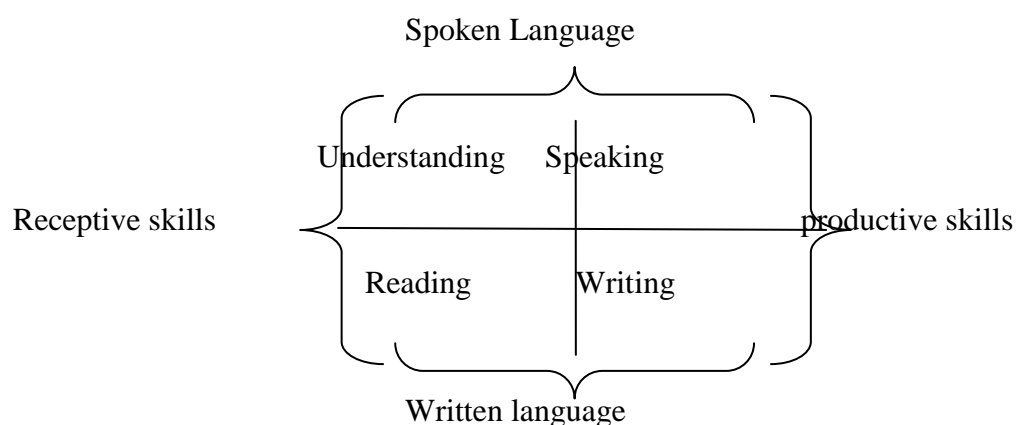 Spoken Language
Understanding Speaking
Receptive skills productive skills
Reading Writing
Written language